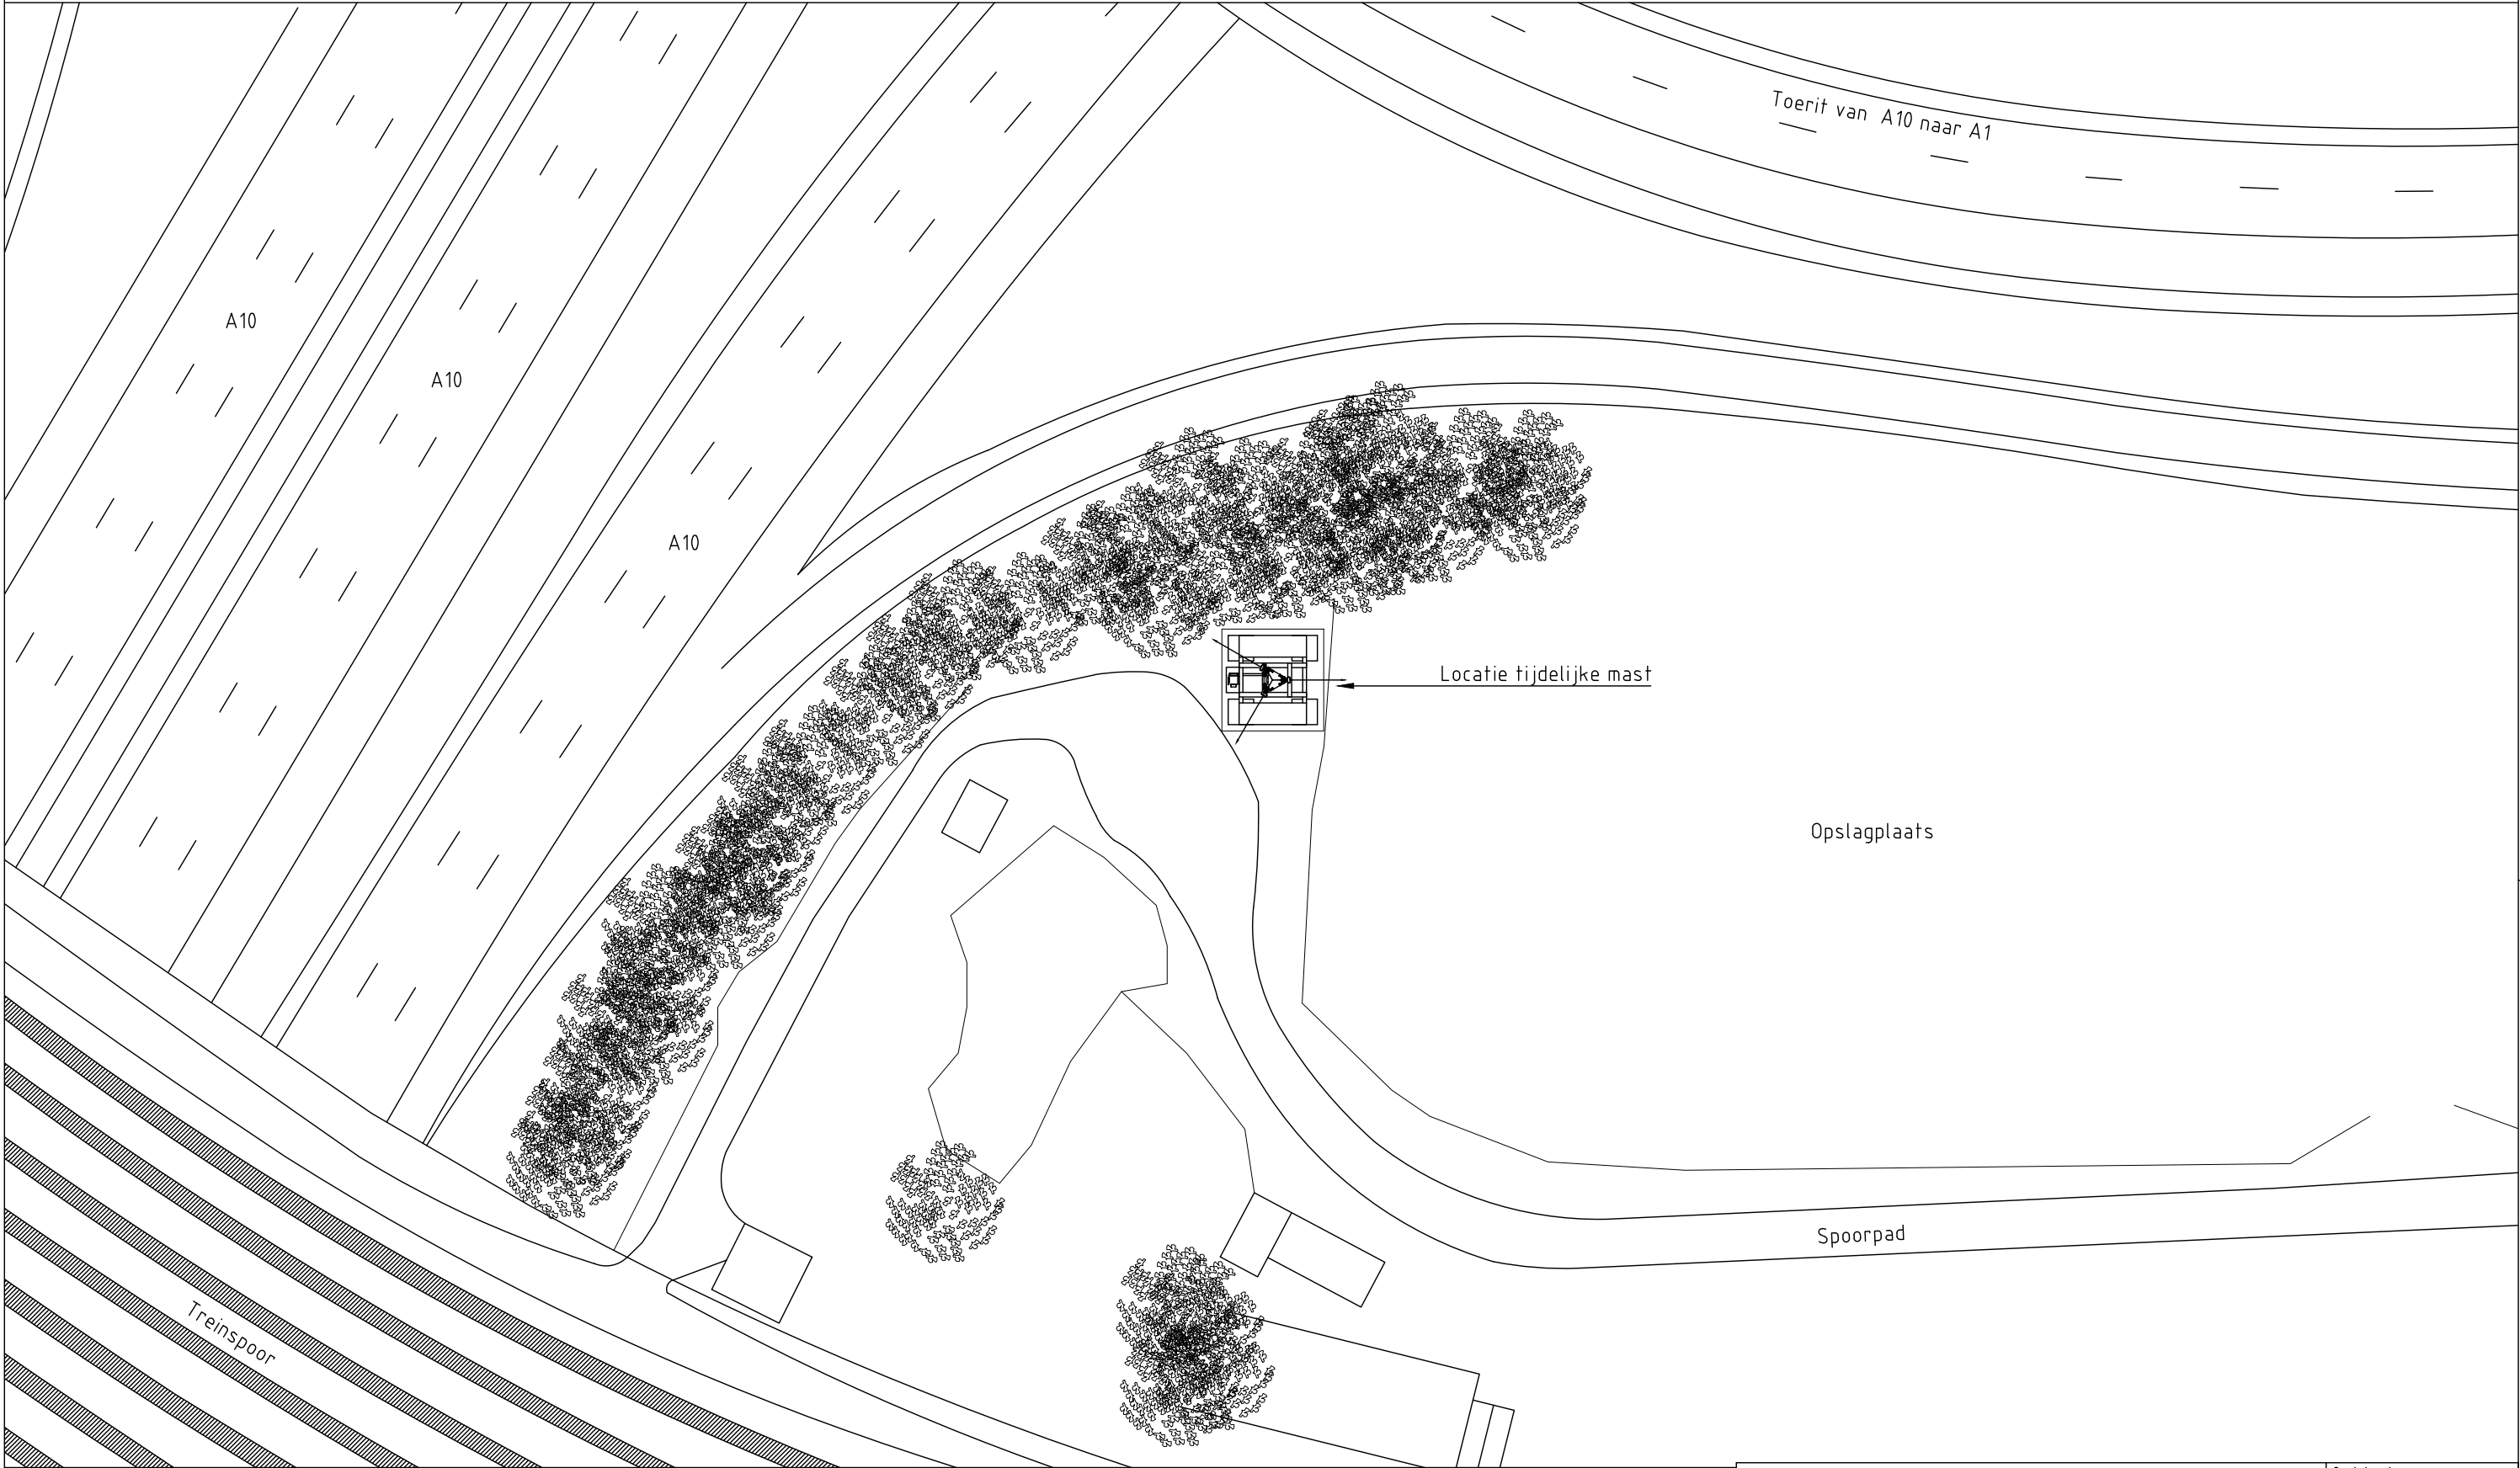 Toerit van A10 naar A1
A10
A10
A10
Locatie tijdelijke mast
Opslagplaats
Spoorpad
Treinspoor